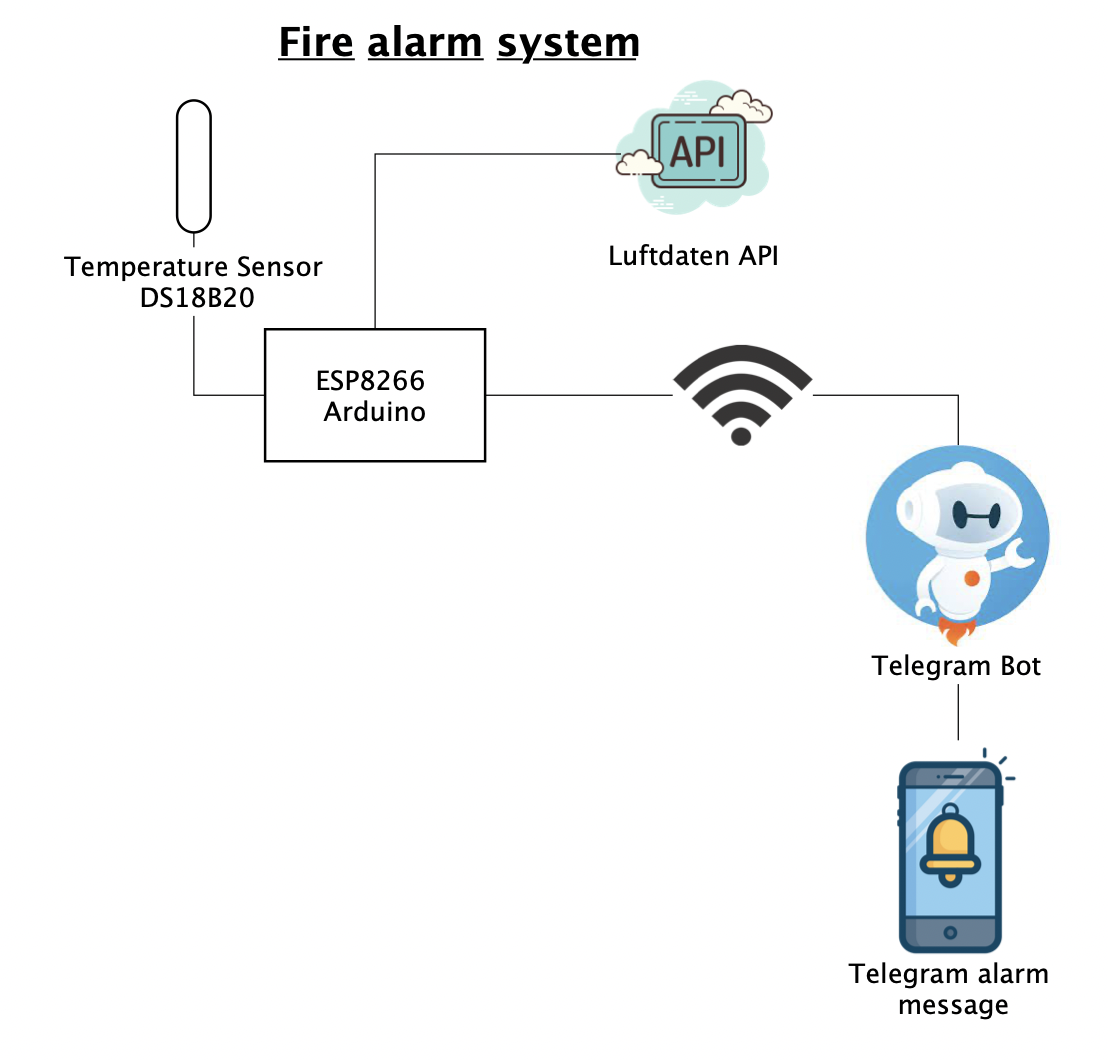 Fire alarm system
API
Temperature Sensor
DS18B20
Luftdaten API
ESP8266
Arduino
Telegram Bot
Telegram alarm
message